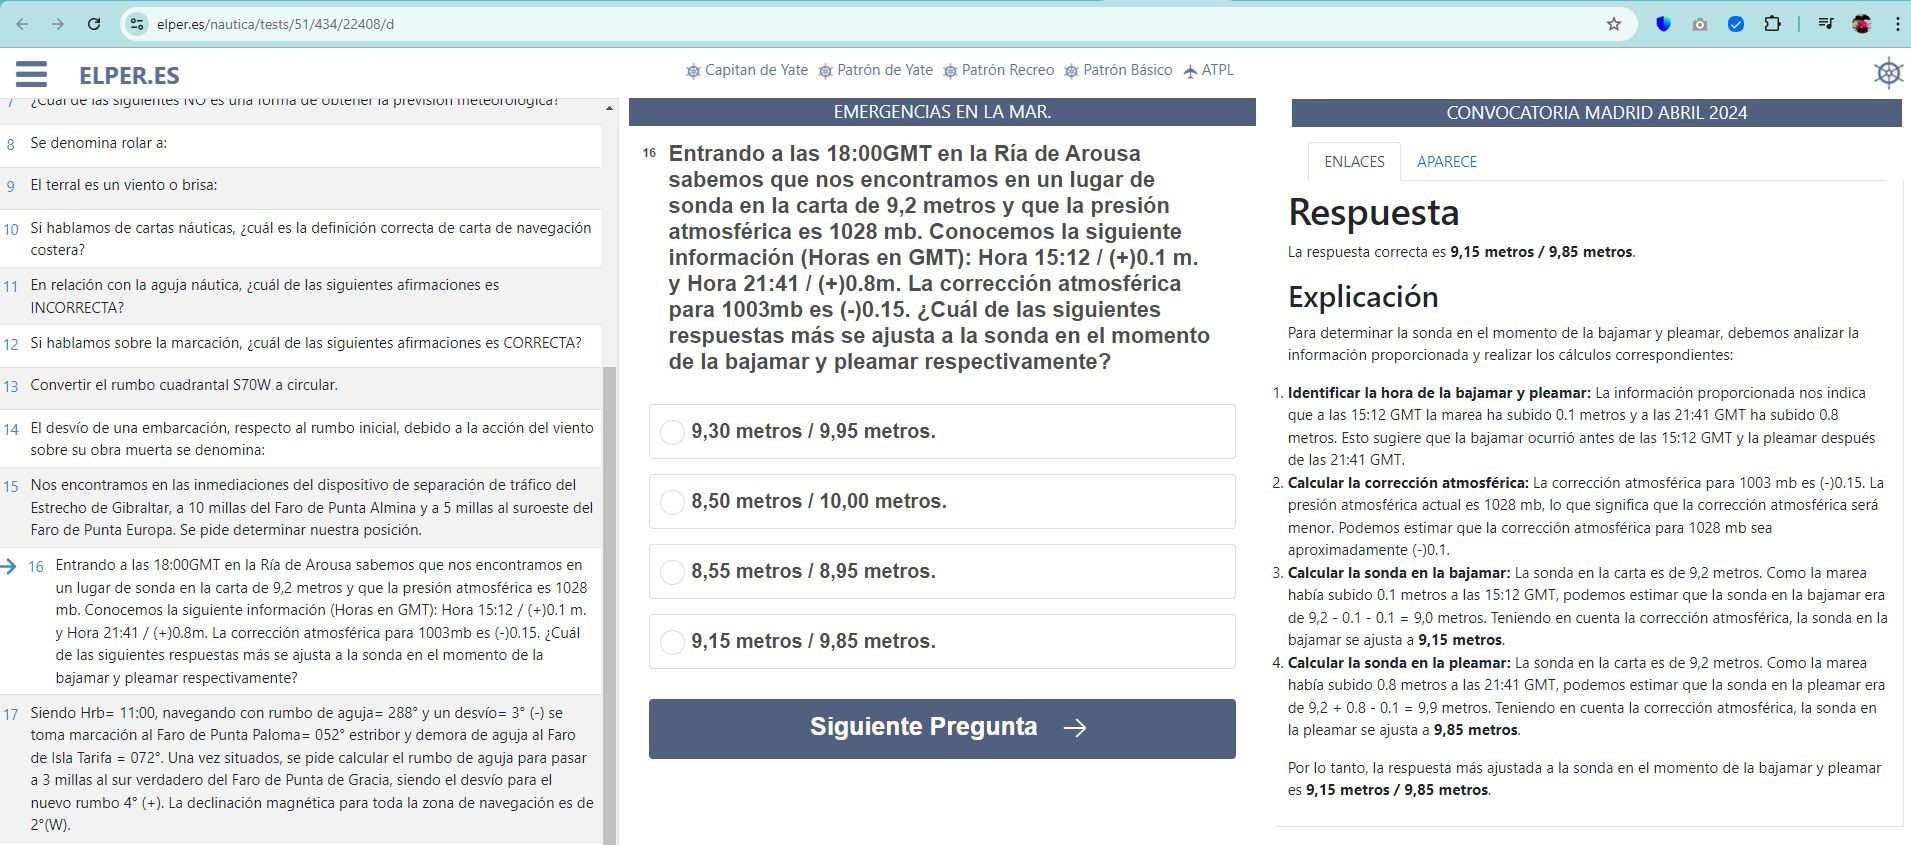 elper.es/nautica/tests/51/434/22408/d
ELPER.ES
Capitan de Yate
Patrón de Yate
Patrón Recreo
Patrón Básico
ATPL
7 ¿Cuál de las siguientes NO es una forma de obtener la previsión meteorológica?
8 Se denomina rolar a:
9 El terral es un viento o brisa:
10 Si hablamos de cartas náuticas, ¿cuál es la definición correcta de carta de navegación
costera?
11 En relación con la aguja náutica, ¿cuál de las siguientes afirmaciones es
INCORRECTA?
12 Si hablamos sobre la marcación, ¿cuál de las siguientes afirmaciones es CORRECTA?
13 Convertir el rumbo cuadrantal S70W a circular.
14 El desvío de una embarcación, respecto al rumbo inicial, debido a la acción del viento
sobre su obra muerta se denomina:
15 Nos encontramos en las inmediaciones del dispositivo de separación de tráfico del
Estrecho de Gibraltar, a 10 millas del Faro de Punta Almina y a 5 millas al suroeste del
Faro de Punta Europa. Se pide determinar nuestra posición.
16 Entrando a las 18:00GMT en la Ría de Arousa sabemos que nos encontramos en
un lugar de sonda en la carta de 9,2 metros y que la presión atmosférica es 1028
mb. Conocemos la siguiente información (Horas en GMT): Hora 15:12 / (+)0.1 m.
y Hora 21:41 / (+)0.8m. La corrección atmosférica para 1003mb es (-)0.15. ¿Cuál
de las siguientes respuestas más se ajusta a la sonda en el momento de la
bajamar y pleamar respectivamente?
17 Siendo Hrb= 11:00, navegando con rumbo de aguja= 288° y un desvío= 3° (-) se
toma marcación al Faro de Punta Paloma= 052° estribor y demora de aguja al Faro
de Isla Tarifa = 072°. Una vez situados, se pide calcular el rumbo de aguja para pasar
a 3 millas al sur verdadero del Faro de Punta de Gracia, siendo el desvío para el
nuevo rumbo 4° (+). La declinación magnética para toda la zona de navegación es de
2°(W).
EMERGENCIAS EN LA MAR.
16 Entrando a las 18:00GMT en la Ría de Arousa
sabemos que nos encontramos en un lugar de
sonda en la carta de 9,2 metros y que la presión
atmosférica es 1028 mb. Conocemos la siguiente
información (Horas en GMT): Hora 15:12 / (+)0.1 m.
y Hora 21:41 / (+)0.8m. La corrección atmosférica
para 1003mb es (-)0.15. ¿Cuál de las siguientes
respuestas más se ajusta a la sonda en el momento
de la bajamar y pleamar respectivamente?
9,30 metros / 9,95 metros.
8,50 metros / 10,00 metros.
8,55 metros / 8,95 metros.
9,15 metros / 9,85 metros.
Siguiente Pregunta
CONVOCATORIA MADRID ABRIL 2024
ENLACES
APARECE
Respuesta
La respuesta correcta es 9,15 metros / 9,85 metros.
Explicación
Para determinar la sonda en el momento de la bajamar y pleamar, debemos analizar la
información proporcionada y realizar los cálculos correspondientes:
1. Identificar la hora de la bajamar y pleamar: La información proporcionada nos indica
que a las 15:12 GMT la marea ha subido 0.1 metros y a las 21:41 GMT ha subido 0.8
metros. Esto sugiere que la bajamar ocurrió antes de las 15:12 GMT y la pleamar después
de las 21:41 GMT.
2. Calcular la corrección atmosférica: La corrección atmosférica para 1003 mb es (-)0.15. La
presión atmosférica actual es 1028 mb, lo que significa que la corrección atmosférica será
menor. Podemos estimar que la corrección atmosférica para 1028 mb sea
aproximadamente (-)0.1.
3. Calcular la sonda en la bajamar: La sonda en la carta es de 9,2 metros. Como la marea
había subido 0.1 metros a las 15:12 GMT, podemos estimar que la sonda en la bajamar era
de 9,2 - 0.1 - 0.1 = 9,0 metros. Teniendo en cuenta la corrección atmosférica, la sonda en la
bajamar se ajusta a 9,15 metros.
4. Calcular la sonda en la pleamar: La sonda en la carta es de 9,2 metros. Como la marea
había subido 0.8 metros a las 21:41 GMT, podemos estimar que la sonda en la pleamar era
de 9,2 + 0.8 - 0.1 = 9,9 metros. Teniendo en cuenta la corrección atmosférica, la sonda en
la pleamar se ajusta a 9,85 metros.
Por lo tanto, la respuesta más ajustada a la sonda en el momento de la bajamar y pleamar
es 9,15 metros / 9,85 metros.